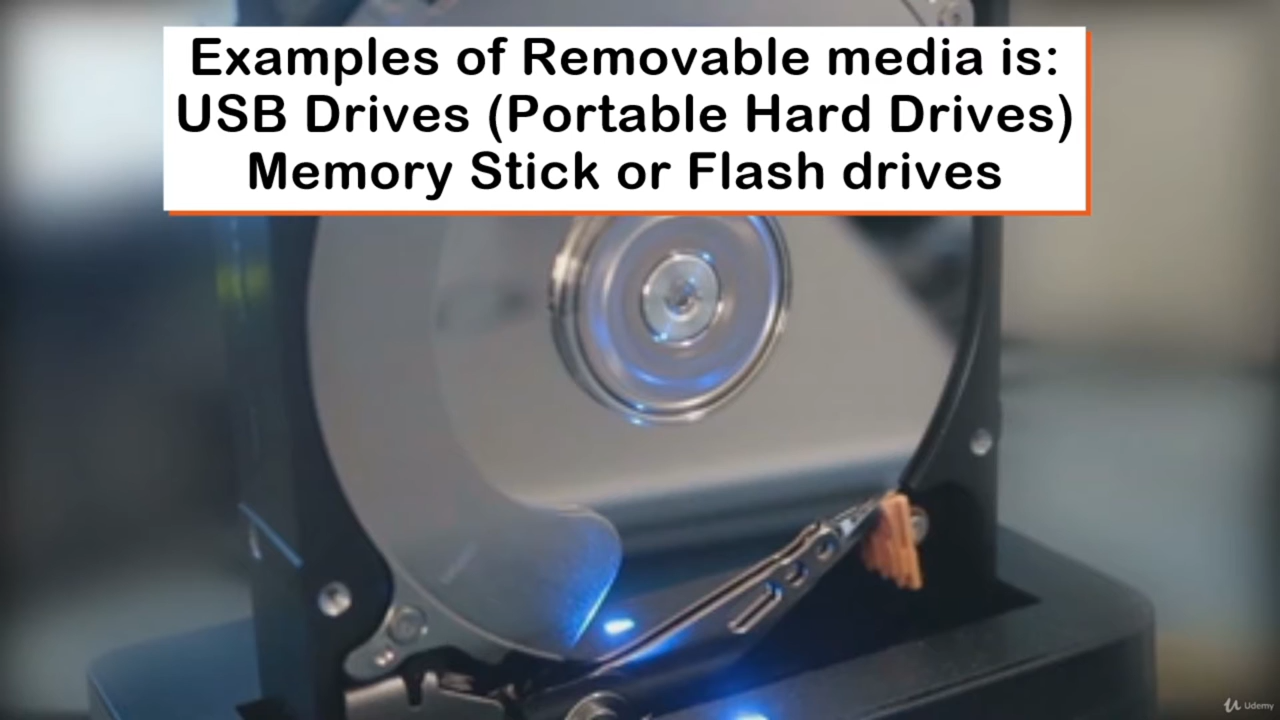 Examples of Removable media is:
USB Drives (Portable Hard Drives)
Memory Stick or Flash drives
Udemy